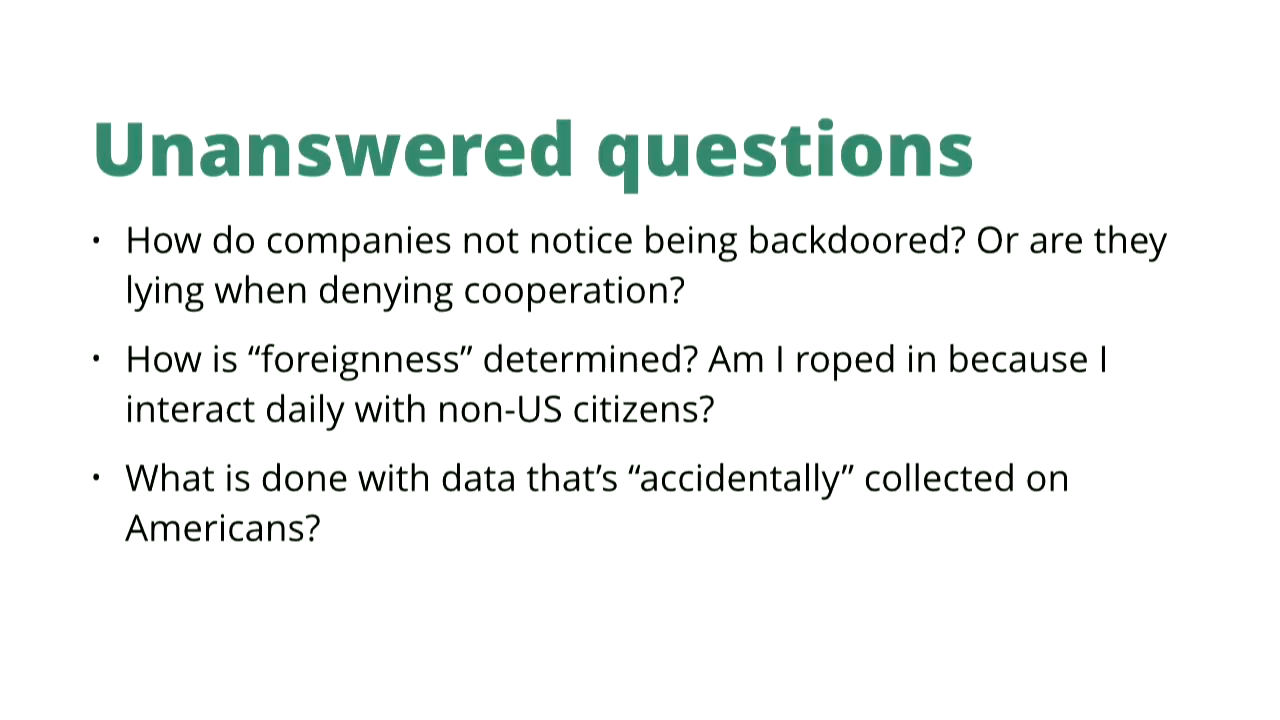 Unanswered questions
• How do companies not notice being backdoored? Or are they
lying when denying cooperation?
• How is “foreignness” determined? Am I roped in because I
interact daily with non-US citizens?
• What is done with data that’s “accidentally” collected on
Americans?